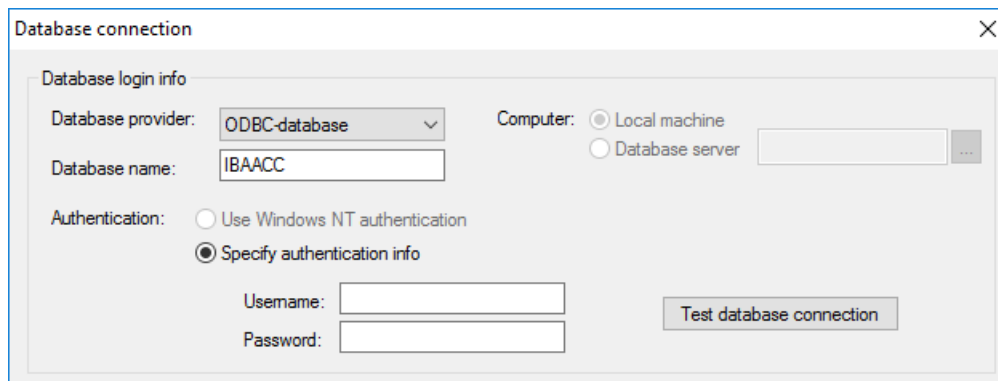 Database connection
Database login info
Database provider: ODBC-database Computer: Local machine
Database server ...
Database name: IBAACC
Authentication: Use Windows NT authentication
Specify authentication info
Username:
Test database connection
Password: